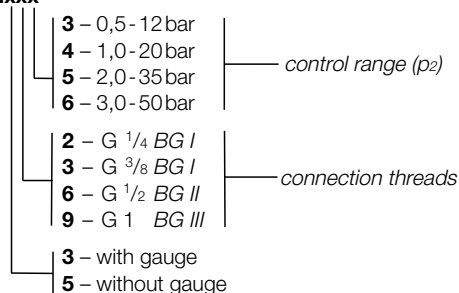 3 – 0,5-12 bar
4 – 1,0-20 bar
5 – 2,0-35 bar
6 – 3,0-50 bar
control range (p2)
2 – G 1/4 BG I
3 – G 3/8 BG I
6 – G 1/2 BG II
9 – G 1 BG III
connection threads
3 – with gauge
5 – without gauge